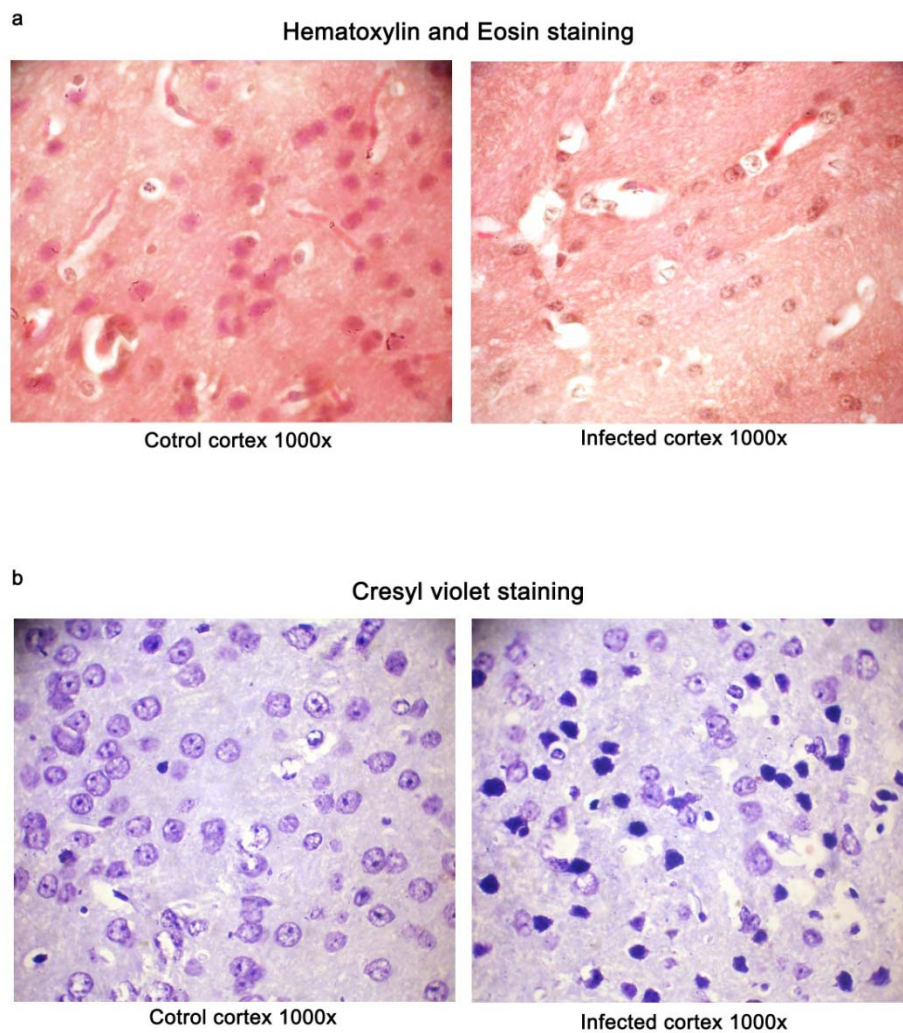 a
Hematoxylin and Eosin staining
Cotrol cortex 1000x
Infected cortex 1000x
b
Cresyl violet staining
Cotrol cortex 1000x
Infected cortex 1000x